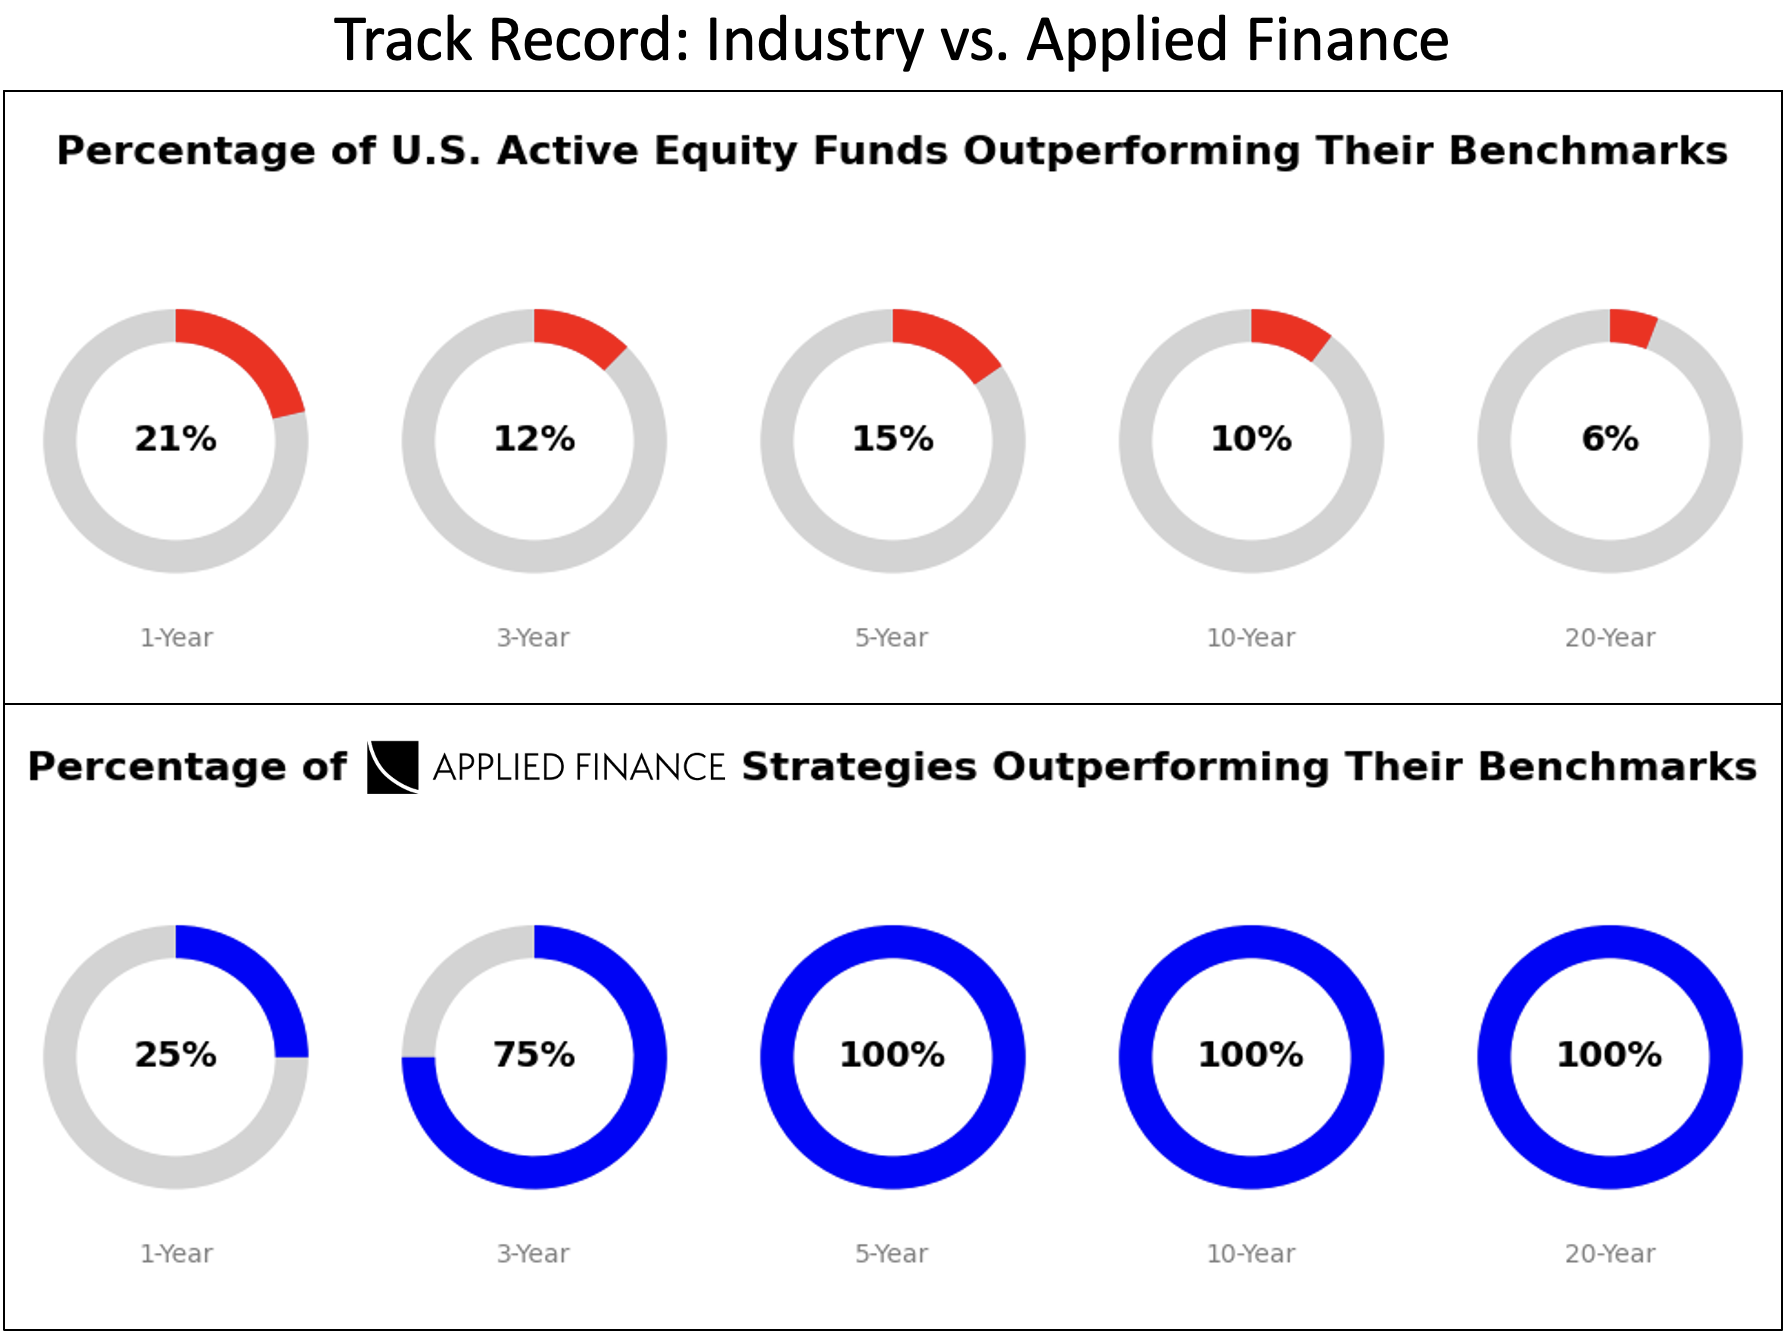 Track Record: Industry vs. Applied Finance
Percentage of U.S. Active Equity Funds Outperforming Their Benchmarks
21%
12%
15%
10%
6%
1-Year
3-Year
5-Year
10-Year
20-Year
Percentage of APPLIED FINANCE Strategies Outperforming Their Benchmarks
25%
75%
100%
100%
100%
1-Year
3-Year
5-Year
10-Year
20-Year